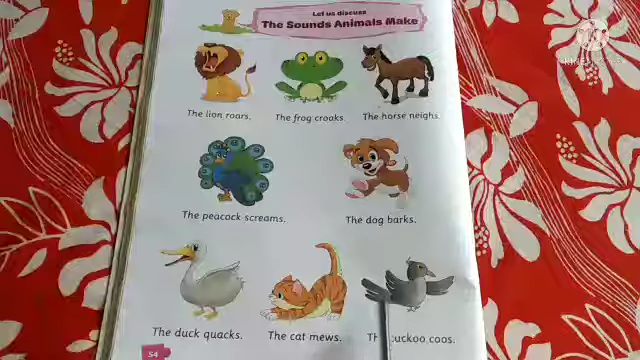 Let us discuss
The Sounds Animals Make
The lion roars. The frog croaks. The horse neighs.
The peacock screams. The dog barks.
The duck quacks. The cat mews. Th cuckoo coos.
54